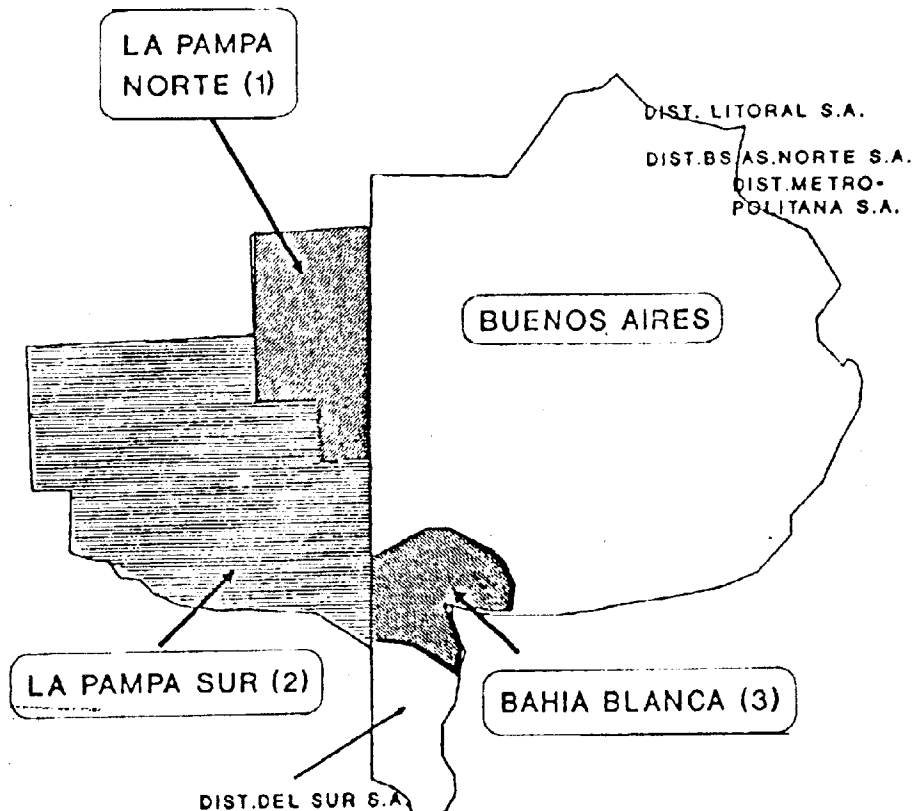 LA PAMPA
NORTE (1)
DIST. LITORAL S.A.
DIST.BS.AS.NORTE S.A.
DIST.METRO-
POLITANA S.A.
BUENOS AIRES
LA PAMPA SUR (2)
BAHIA BLANCA (3)
DIST.DEL SUR S.A.